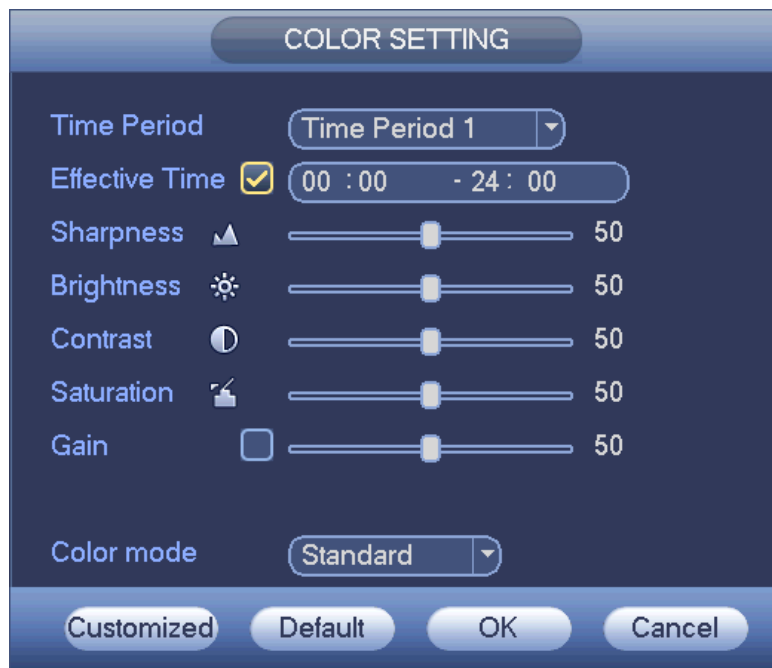 COLOR SETTING
Time Period Time Period 1
Effective Time 00 :00 - 24 : 00
Sharpness 50
Brightness 50
Contrast 50
Saturation 50
Gain 50
Color mode Standard
Customized Default OK Cancel